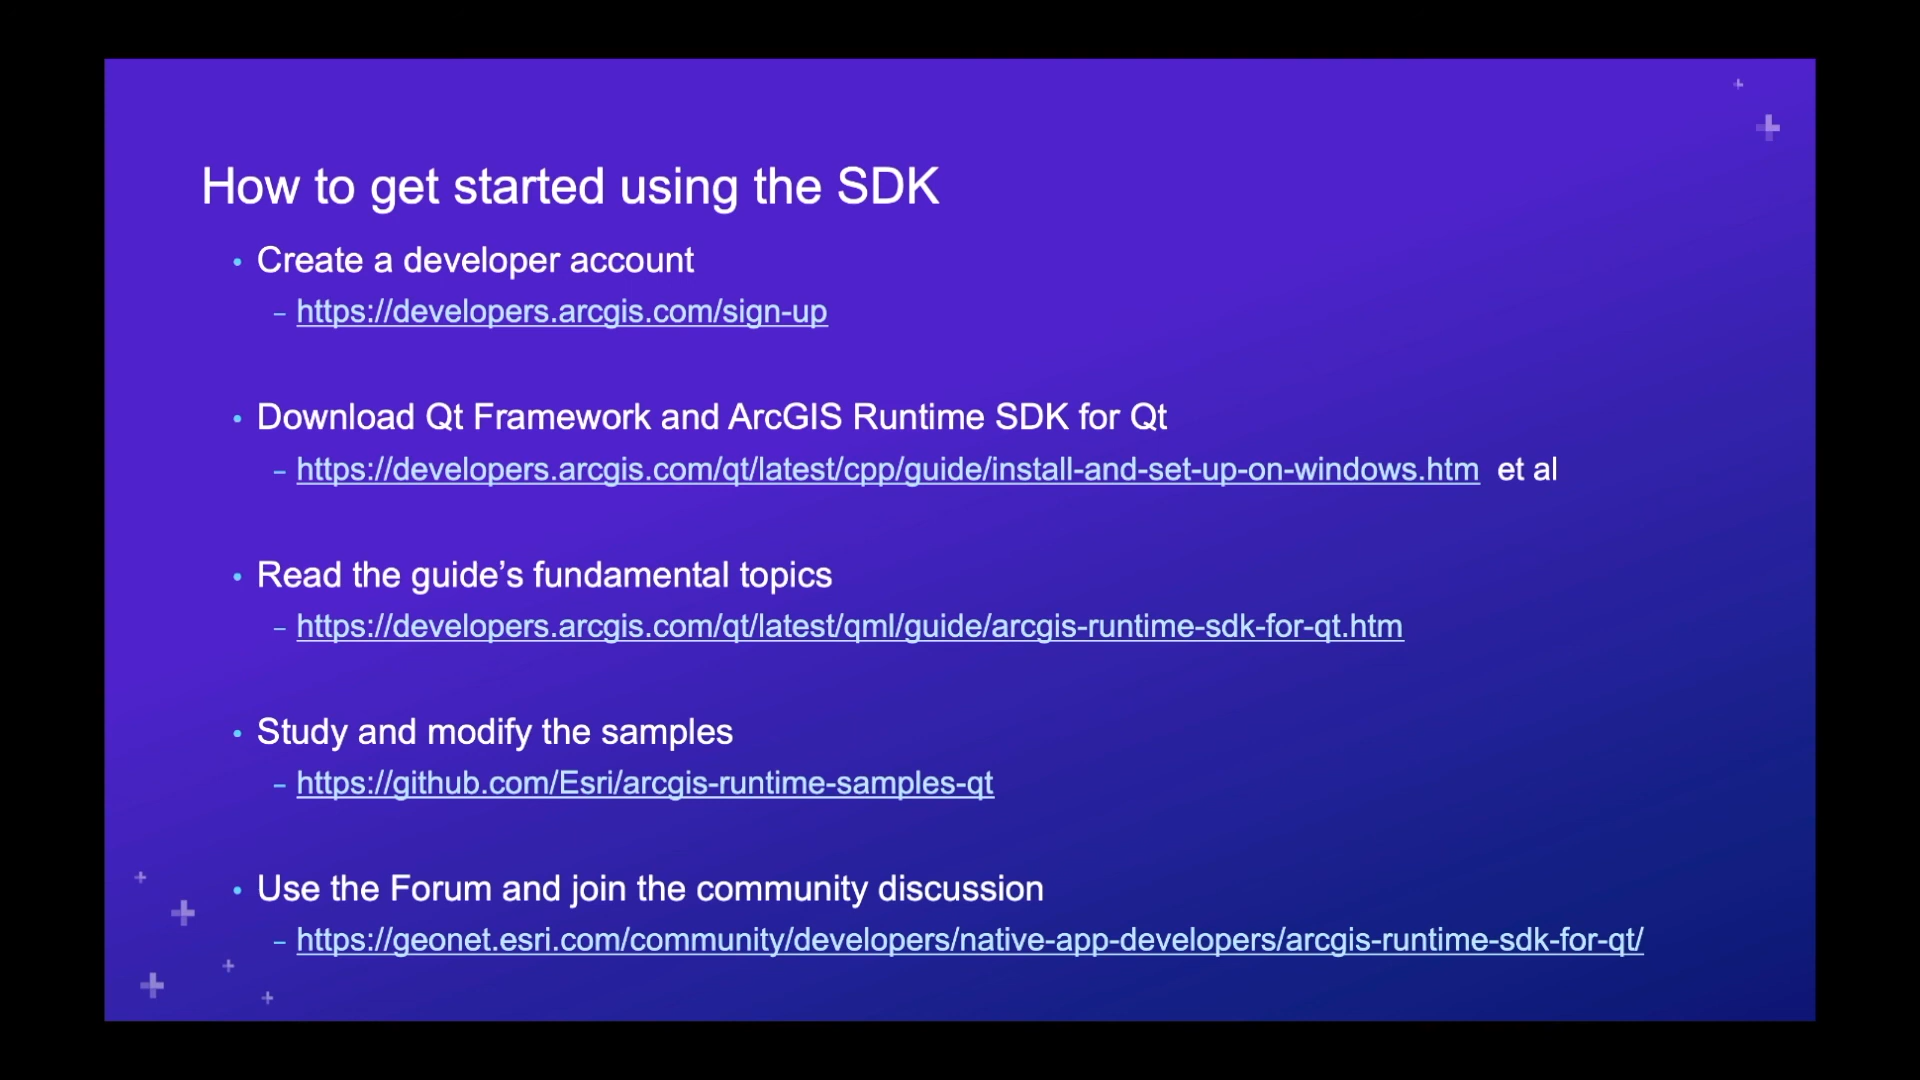 How to get started using the SDK
• Create a developer account
– https://developers.arcgis.com/sign-up
• Download Qt Framework and ArcGIS Runtime SDK for Qt
– https://developers.arcgis.com/qt/latest/cpp/guide/install-and-set-up-on-windows.htm et al
• Read the guide’s fundamental topics
– https://developers.arcgis.com/qt/latest/qml/guide/arcgis-runtime-sdk-for-qt.htm
• Study and modify the samples
– https://github.com/Esri/arcgis-runtime-samples-qt
• Use the Forum and join the community discussion
– https://geonet.esri.com/community/developers/native-app-developers/arcgis-runtime-sdk-for-qt/